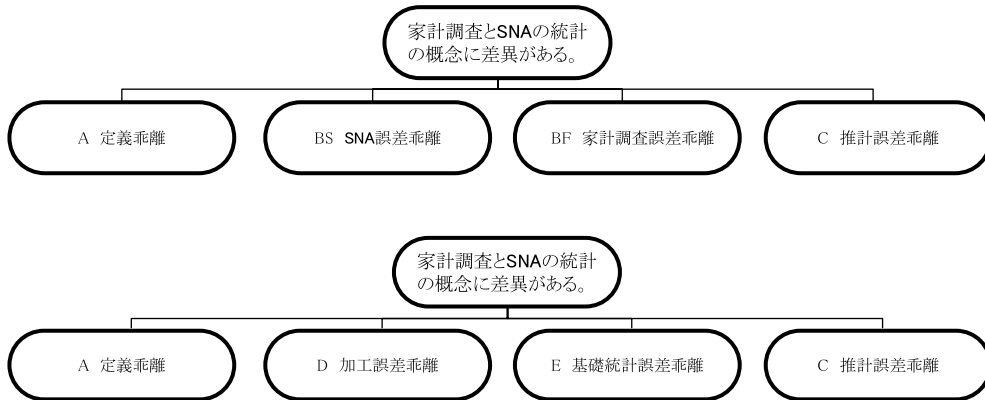 家計調査とSNAの統計
の概念に差異がある。
A 定義乖離
BS SNA誤差乖離
BF 家計調査誤差乖離
C 推計誤差乖離
家計調査とSNAの統計
の概念に差異がある。
A 定義乖離
D 加工誤差乖離
E 基礎統計誤差乖離
C 推計誤差乖離